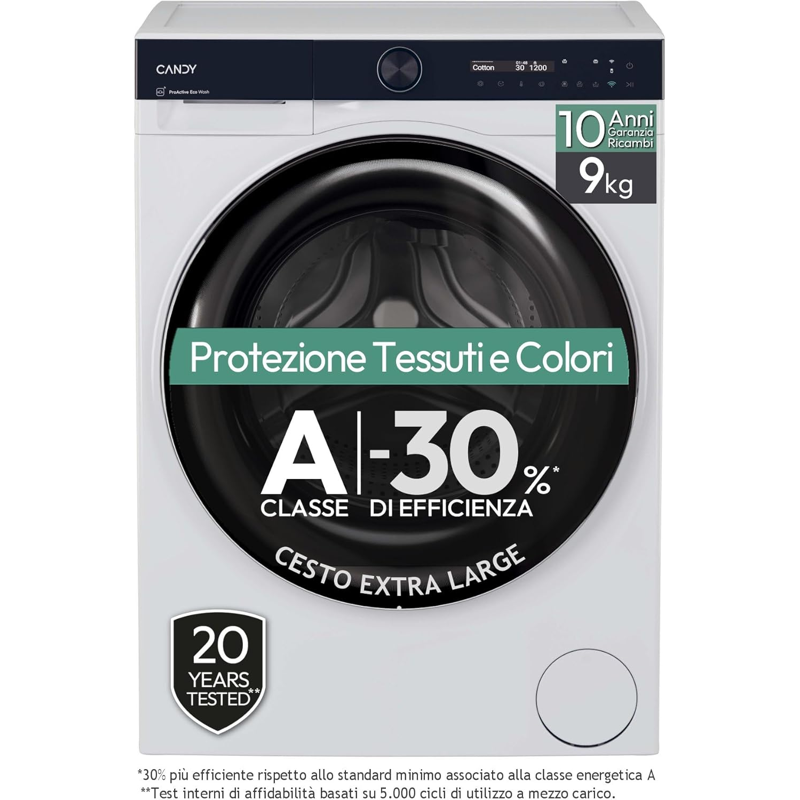 CANDY
ProActive Eco Wash
Cotton
01:48
30 1200
10 Anni
Garanzia
Ricambi
9kg
Protezione Tessuti e Colori
A -30%*
CLASSE DI EFFICIENZA
CESTO EXTRA LARGE
20
YEARS
TESTED**
*30% più efficiente rispetto allo standard minimo associato alla classe energetica A
**Test interni di affidabilità basati su 5.000 cicli di utilizzo a mezzo carico.